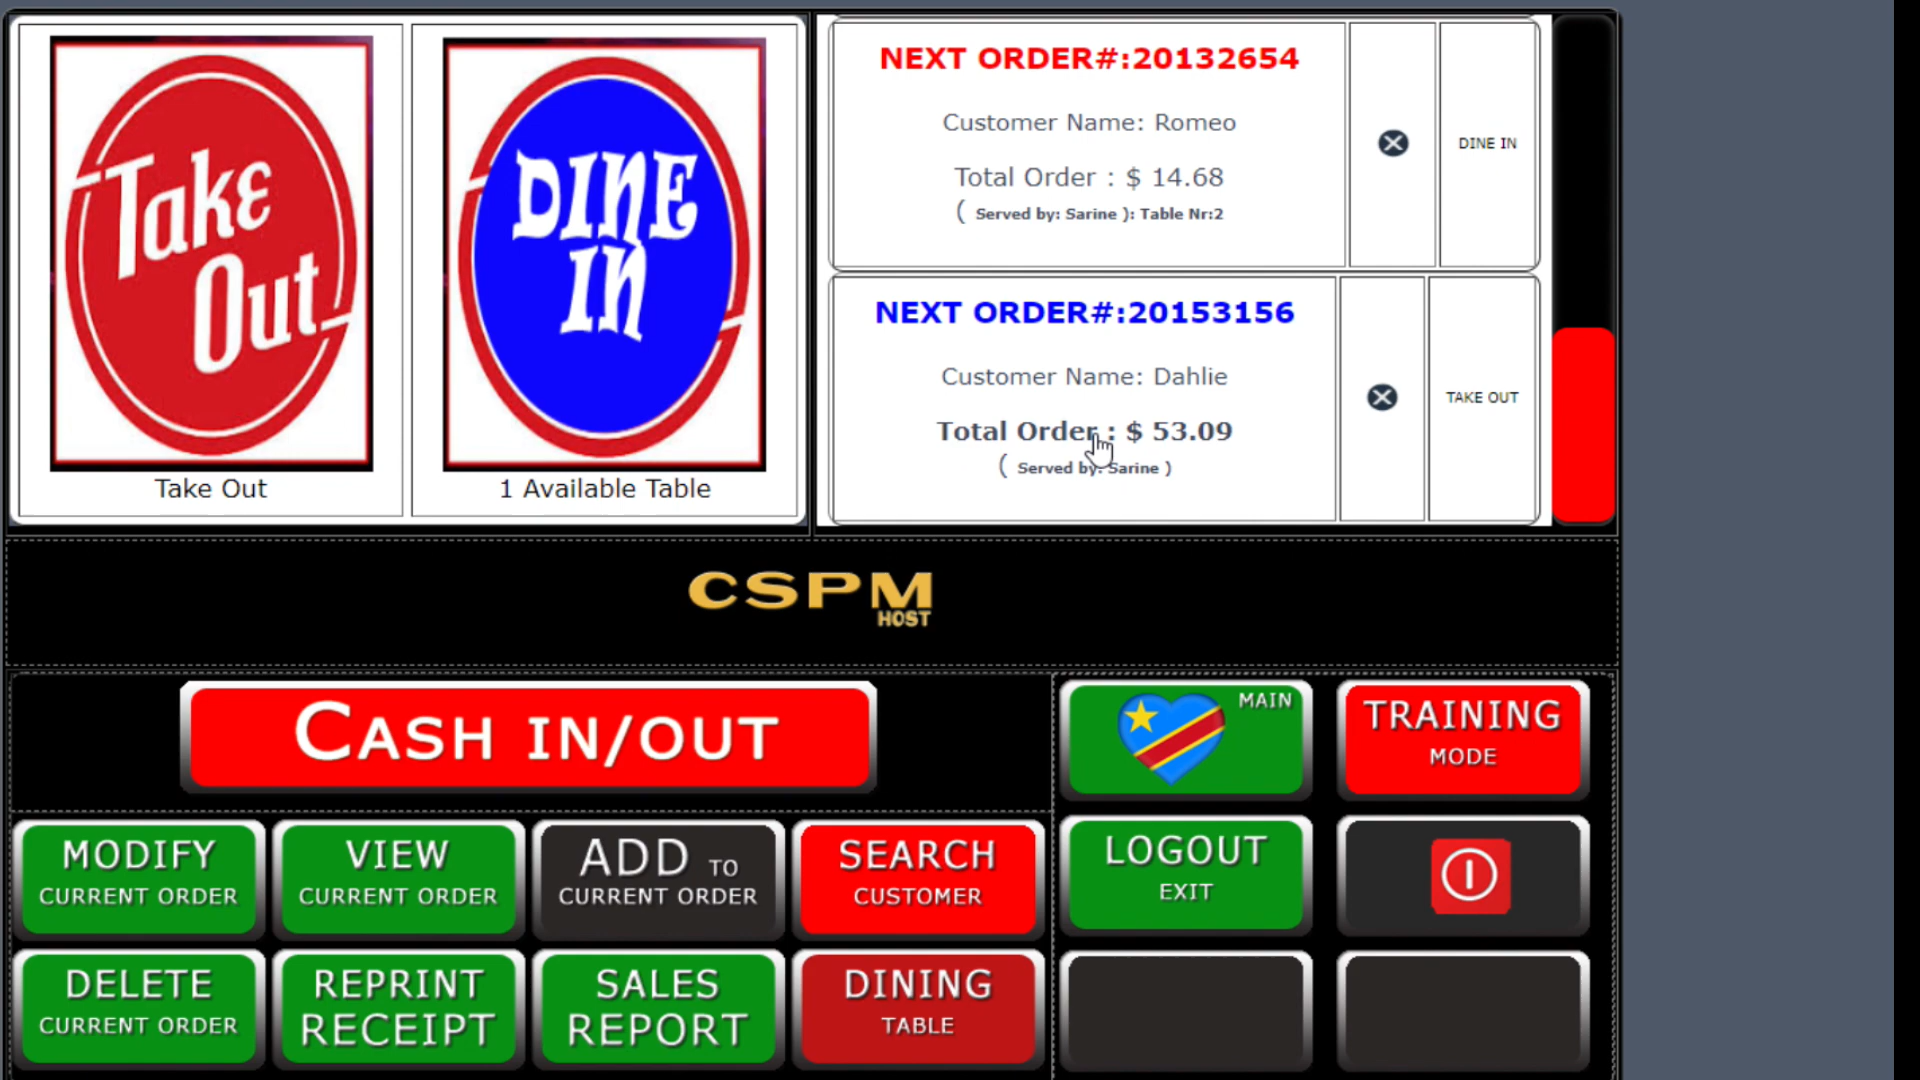 Take
Out
Take Out
DINE
IN
1 Available Table
NEXT ORDER#:20132654
Customer Name: Romeo
Total Order : $ 14.68
( Served by: Sarine ): Table Nr:2
DINE IN
NEXT ORDER#:20153156
Customer Name: Dahlie
Total Order : $ 53.09
( Served by: Sarine )
TAKE OUT
CSPM
HOST
CASH IN/OUT
MAIN
TRAINING
MODE
MODIFY
CURRENT ORDER
VIEW
CURRENT ORDER
ADD TO
CURRENT ORDER
SEARCH
CUSTOMER
LOGOUT
EXIT
DELETE
CURRENT ORDER
REPRINT
RECEIPT
SALES
REPORT
DINING
TABLE